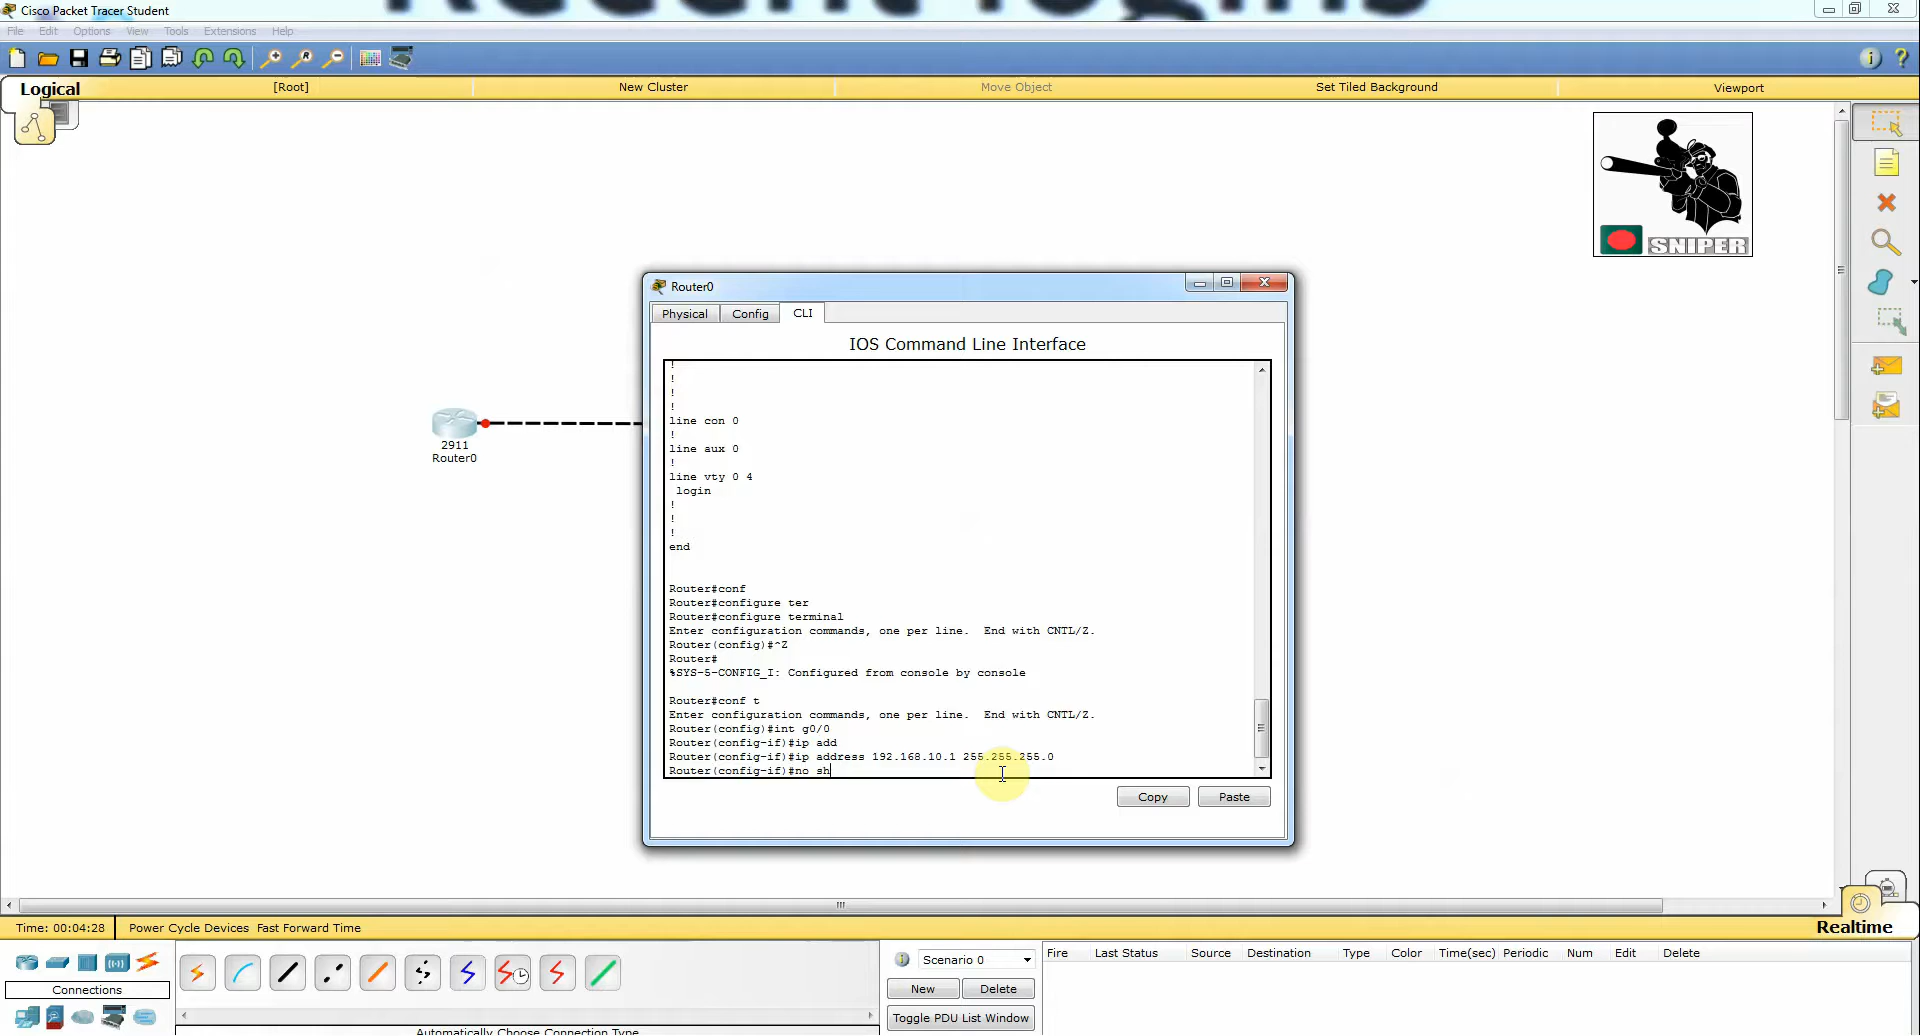 Cisco Packet Tracer Student
File Edit Options View Tools Extensions Help
Logical [Root] New Cluster Move Object Set Tiled Background Viewport
SNIPER
2911
Router0
Router0
Physical Config CLI
IOS Command Line Interface
!
!
!
!
line con 0
!
line aux 0
!
line vty 0 4
login
!
!
!
end
Router#conf
Router#configure ter
Router#configure terminal
Enter configuration commands, one per line. End with CNTL/Z.
Router(config)#^Z
Router#
%SYS-5-CONFIG_I: Configured from console by console
Router#conf t
Enter configuration commands, one per line. End with CNTL/Z.
Router(config)#int g0/0
Router(config-if)#ip add
Router(config-if)#ip address 192.168.10.1 255.255.255.0
Router(config-if)#no sh
Copy Paste
Time: 00:04:28 Power Cycle Devices Fast Forward Time Realtime
Scenario 0 Fire Last Status Source Destination Type Color Time(sec) Periodic Num Edit Delete
Connections New Delete
Toggle PDU List Window
Automatically Choose Connection Type